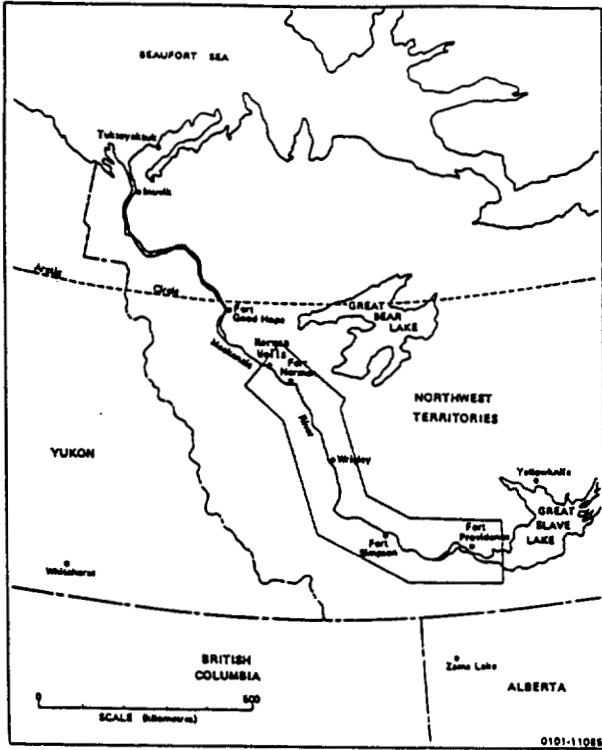 BEAUFORT SEA
Tuktoyaktuk
Inuvik
Arctic Circle
Fort
Good Hope
GREAT
BEAR
LAKE
Norman
Wells
Fort
Norman
Mackenzie
River
NORTHWEST
TERRITORIES
YUKON
Wrigley
Yellowknife
GREAT
SLAVE
LAKE
Fort
Simpson
Fort
Providence
Whitehorse
BRITISH
COLUMBIA
Zama Lake
ALBERTA
0 500
SCALE (kilometres)
0101-11085